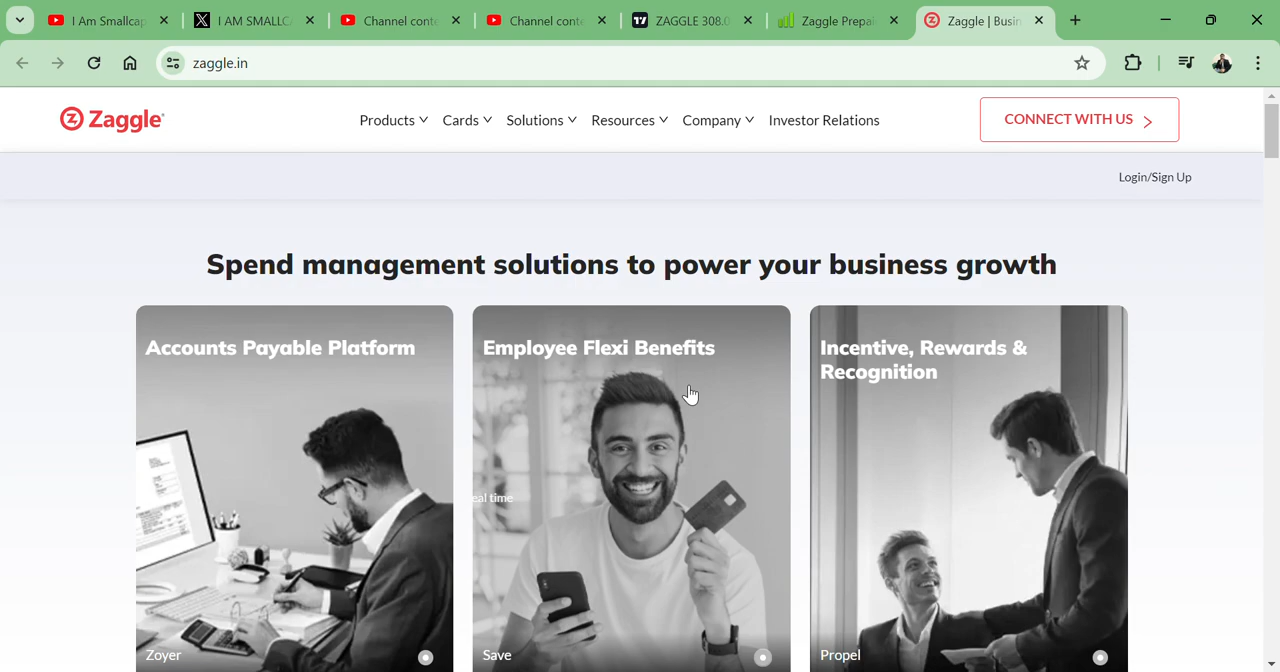 I Am Smallcap
I AM SMALLC
Channel conte
Channel conte
ZAGGLE 308.0
Zaggle Prepai
Zaggle | Busin
zaggle.in
Zaggle
Products
Cards
Solutions
Resources
Company
Investor Relations
CONNECT WITH US
Login/Sign Up
Spend management solutions to power your business growth
Accounts Payable Platform
Employee Flexi Benefits
Incentive, Rewards &
Recognition
eal time
Zoyer
Save
Propel